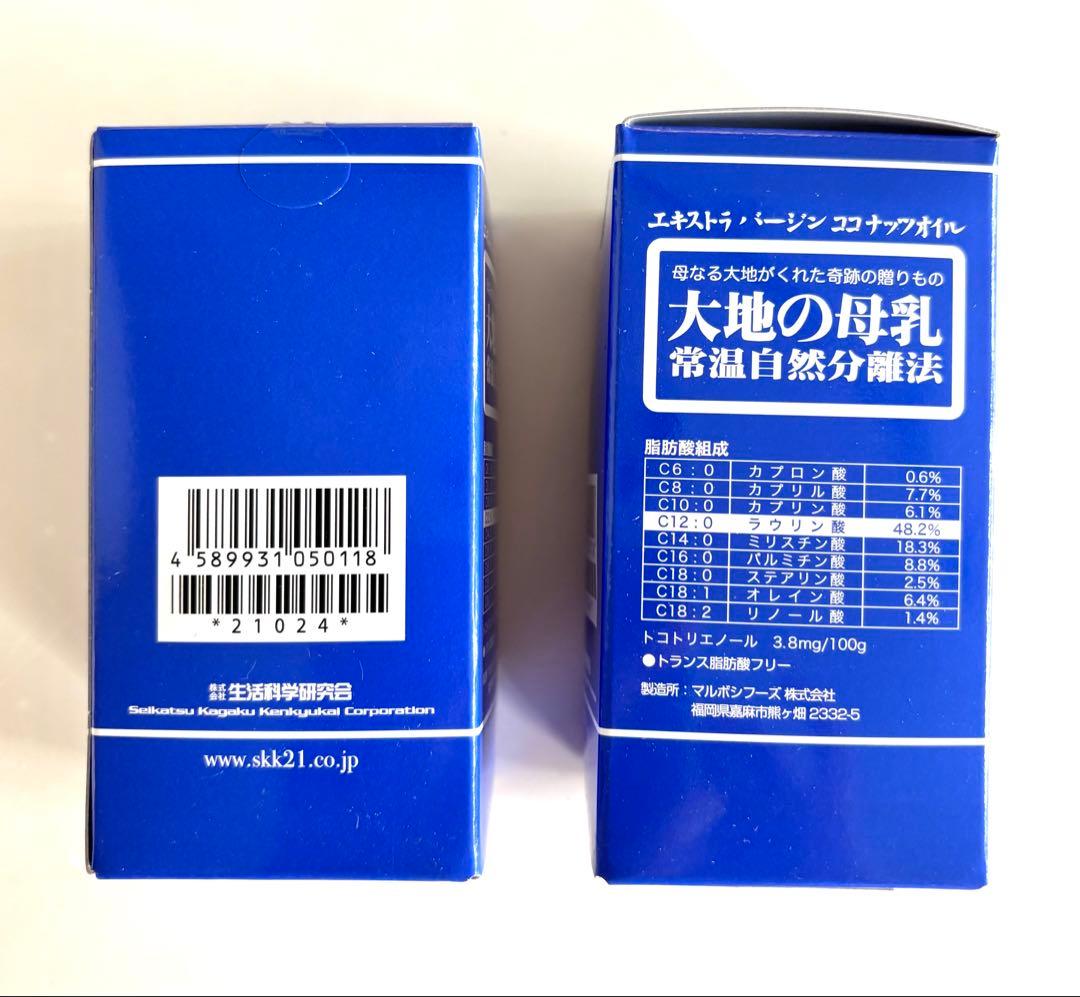 4 589931 050118
*21024*
株式会社 生活科学研究会
Seikatsu Kagaku Kenkyukai Corporation
www.skk21.co.jp
エキストラ バージン ココナッツオイル
母なる大地がくれた奇跡の贈りもの
大地の母乳
常温自然分離法
脂肪酸組成
C6:0 カプロン酸 0.6%
C8:0 カプリル酸 7.7%
C10:0 カプリン酸 6.1%
C12:0 ラウリン酸 48.2%
C14:0 ミリスチン酸 18.3%
C16:0 パルミチン酸 8.8%
C18:0 ステアリン酸 2.5%
C18:1 オレイン酸 6.4%
C18:2 リノール酸 1.4%
トコトリエノール 3.8mg/100g
●トランス脂肪酸フリー
製造所:マルボシフーズ 株式会社
福岡県嘉麻市熊ヶ畑 2332-5